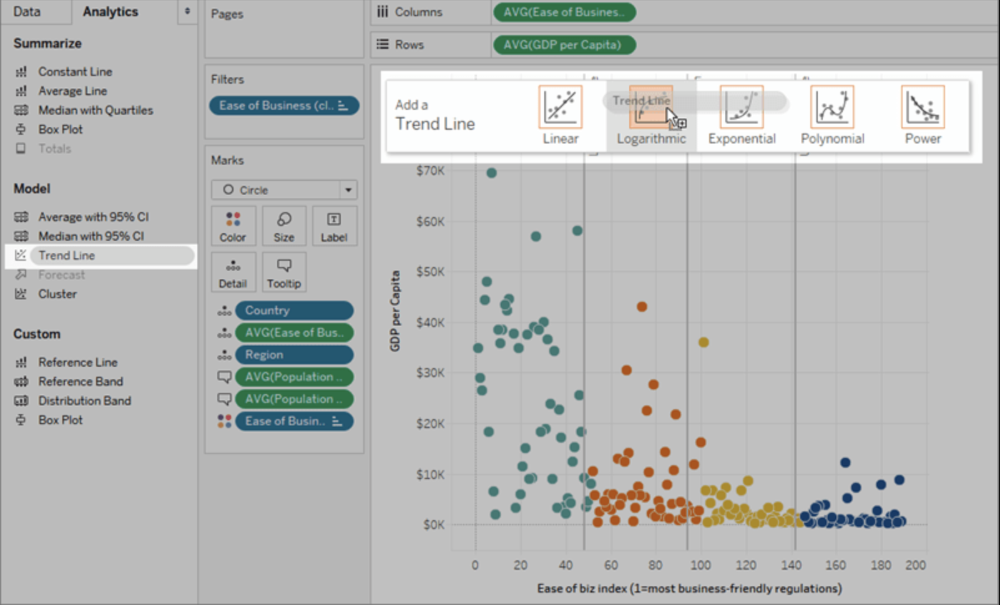 Data
Analytics
Summarize
Constant Line
Average Line
Median with Quartiles
Box Plot
Totals
Model
Average with 95% CI
Median with 95% CI
Trend Line
Forecast
Cluster
Custom
Reference Line
Reference Band
Distribution Band
Box Plot
Pages
Filters
Ease of Business (cl..
Marks
Circle
Color
Size
Label
Detail
Tooltip
Country
AVG(Ease of Bus..
Region
AVG(Population ..
AVG(Population ..
Ease of Busin..
Columns
AVG(Ease of Busines..
Rows
AVG(GDP per Capita)
Add a
Trend Line
Linear
Trend Line
Logarithmic
Exponential
Polynomial
Power
GDP per Capita
$70K
$60K
$50K
$40K
$30K
$20K
$10K
$0K
0 20 40 60 80 100 120 140 160 180 200
Ease of biz index (1=most business-friendly regulations)